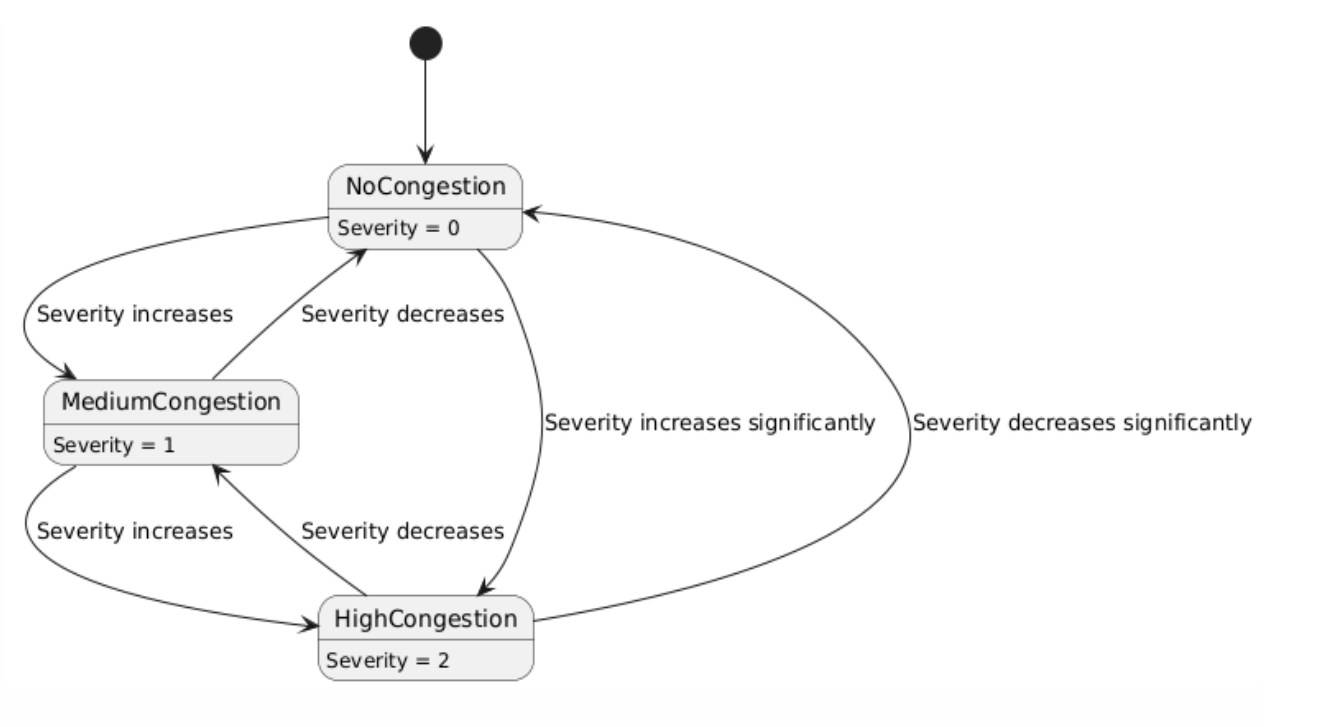 NoCongestion
Severity = 0
Severity increases
Severity decreases
MediumCongestion
Severity = 1
Severity increases significantly
Severity decreases significantly
Severity increases
Severity decreases
HighCongestion
Severity = 2